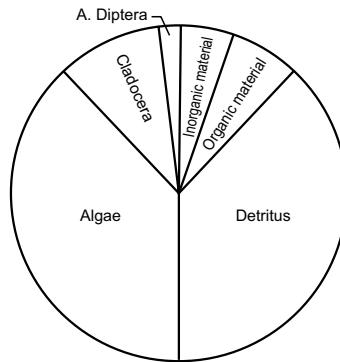 A. Diptera
Cladocera
Inorganic material
Organic material
Algae
Detritus